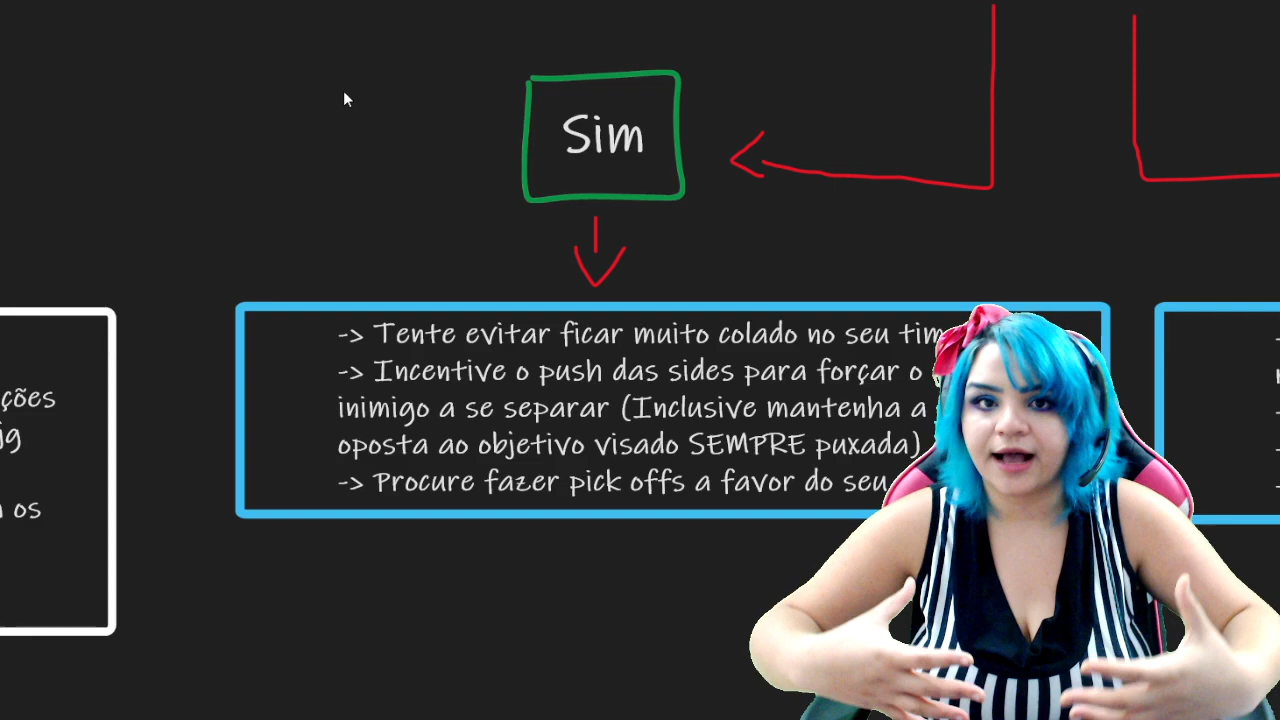 Sim
-> Tente evitar ficar muito colado no seu tim
-> Incentive o push das sides para forçar o
inimigo a se separar (Inclusive mantenha a
oposta ao objetivo visado SEMPRE puxada)
-> Procure fazer pick offs a favor do seu
ções
os